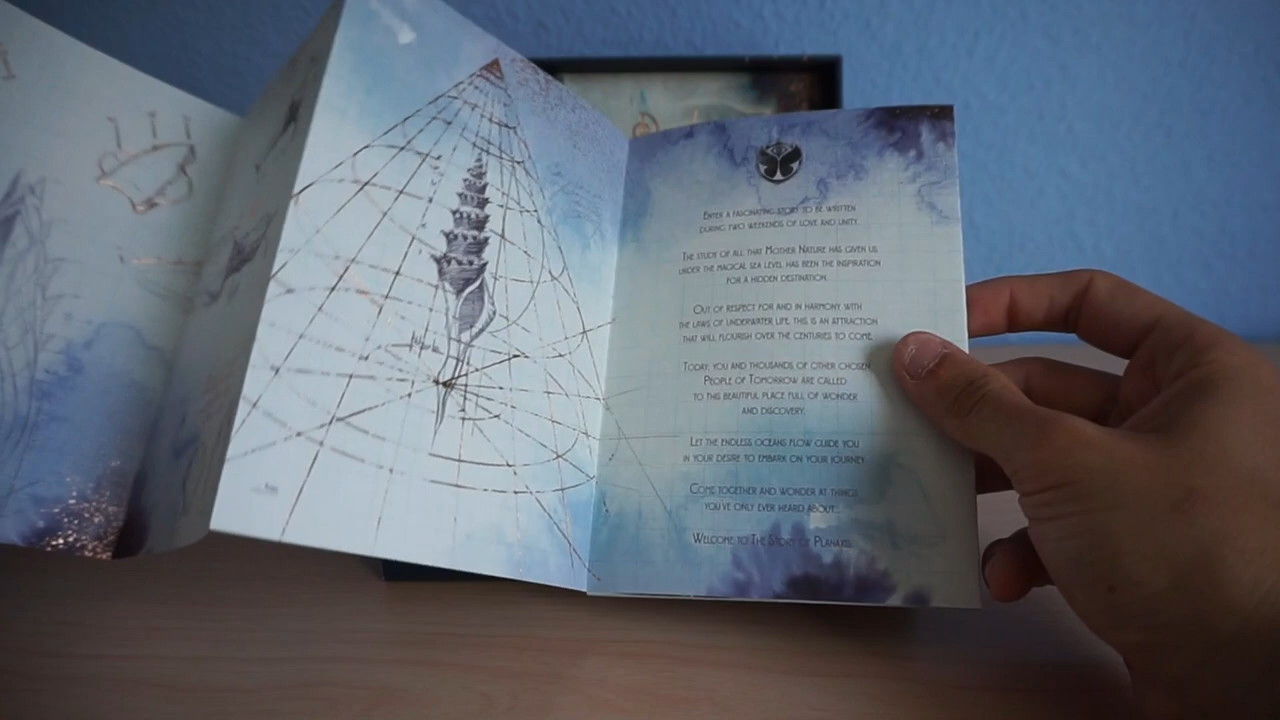 Enter a fascinating story to be written
during two weekends of love and unity.
The study of all that Mother Nature has given us
under the magical sea level has been the inspiration
for a hidden destination.
Out of respect for and in harmony with
the laws of underwater life, this is an attraction
that will flourish over the centuries to come.
Today, you and thousands of other chosen
People of Tomorrow are called
to this beautiful place full of wonder
and discovery.
Let the endless oceans flow guide you
in your desire to embark on your journey.
Come together and wonder at things
you've only ever heard about...
Welcome to The Story of Planaxis.